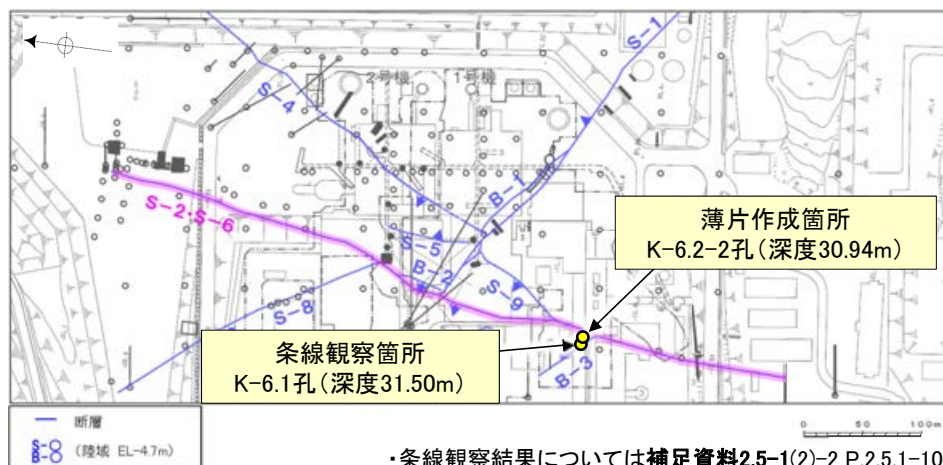 S-1
2号機
1号機
S-4
B-1
S-2・S-6
S-5
B-2
S-9
S-8
B-3
薄片作成箇所
K-6.2-2孔(深度30.94m)
条線観察箇所
K-6.1孔(深度31.50m)
断層
S-○
B-○
(陸域 EL-4.7m)
0 50 100m
・条線観察結果については補足資料2.5-1(2)-2 P.2.5.1-10